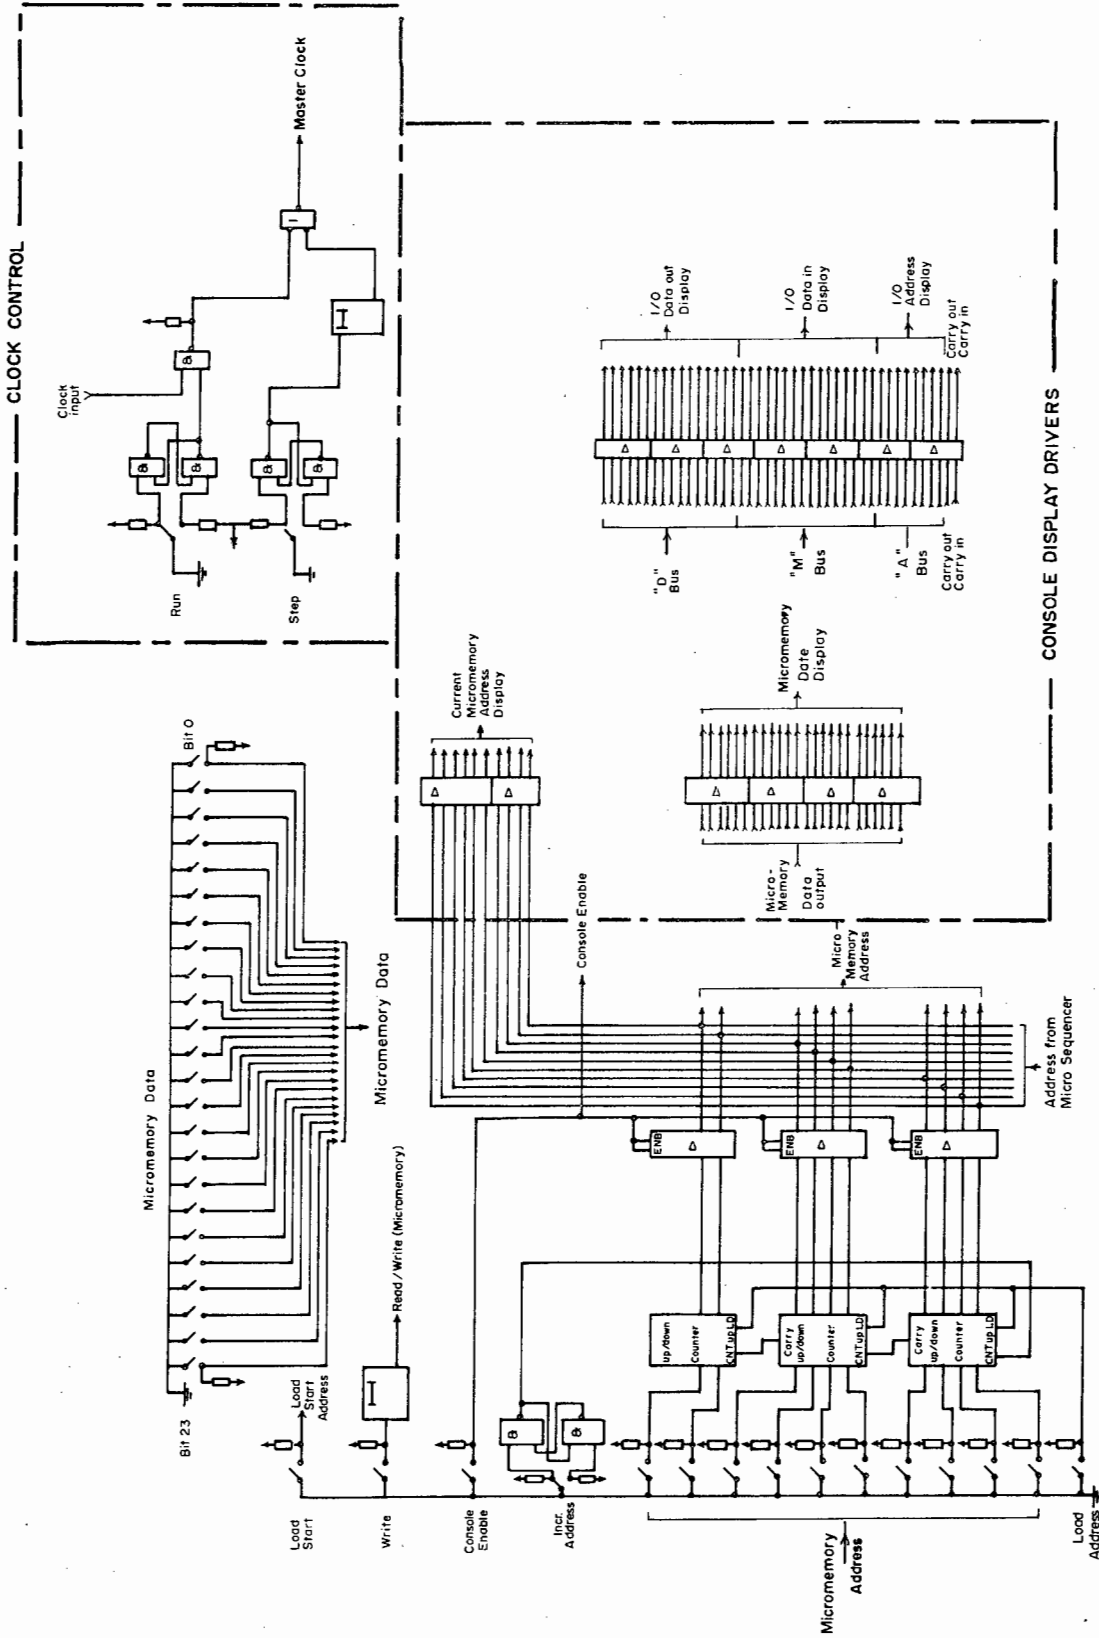 CLOCK CONTROL
Clock
input
&
&
&
&
&
Run
Step
Master Clock
Micromemory Data
Bit 23
Bit 0
Micromemory Data
Load
Start
Load
Start
Address
Write
Read/Write (Micromemory)
Console
Enable
Console Enable
Incr.
Address
&
&
Micromemory
Address
Load
Address
up/down
Counter
CNTup LD
Carry
up/down
Counter
CNTup LD
Carry
up/down
Counter
CNTup LD
ENB
ENB
ENB
Micro-
Memory
Address
Address from
Micro Sequencer
Current
Micromemory
Address
Display
Micro-
Memory
Data
output
Micromemory
Date
Display
"D"
Bus
"M"
Bus
"A"
Bus
Carry out
Carry in
I/O
Data out
Display
I/O
Data in
Display
I/O
Address
Display
Carry out
Carry in
CONSOLE DISPLAY DRIVERS